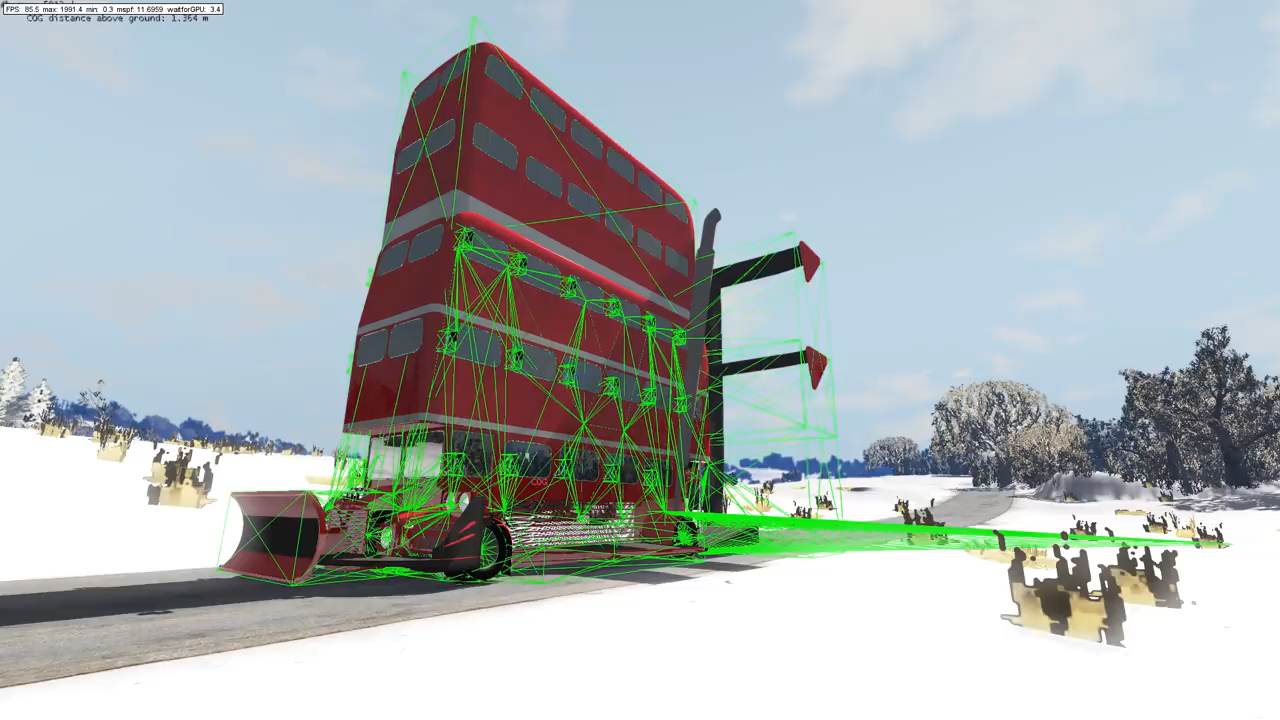 FPS: 85.5 max: 1991.4 min: 0.3 mspf: 11.6959 waitforGPU: 3.4
COG distance above ground: 1.364 m
COG